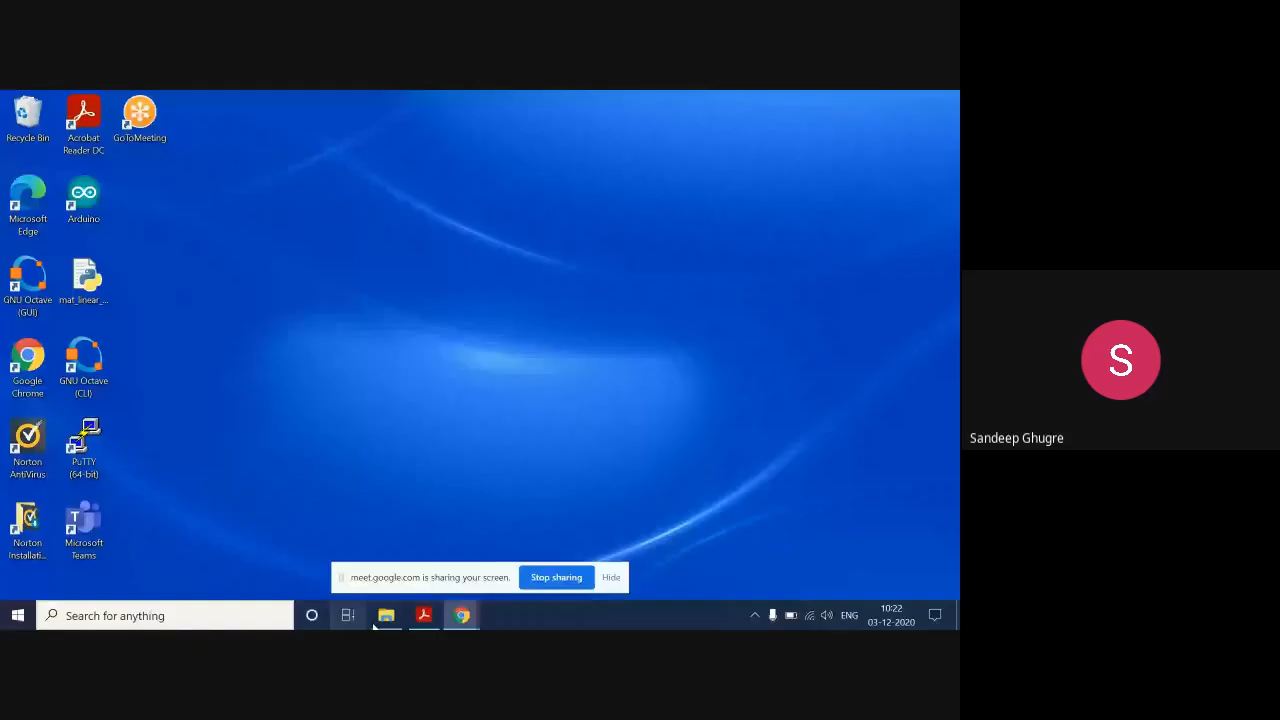 Recycle Bin
Acrobat
Reader DC
GoToMeeting
Microsoft
Edge
Arduino
GNU Octave
(GUI)
mat_linear_...
Google
Chrome
GNU Octave
(CLI)
Norton
AntiVirus
PuTTY
(64-bit)
Norton
Installati...
Microsoft
Teams
S
Sandeep Ghugre
meet.google.com is sharing your screen.
Stop sharing
Hide
Search for anything
ENG
10:22
03-12-2020